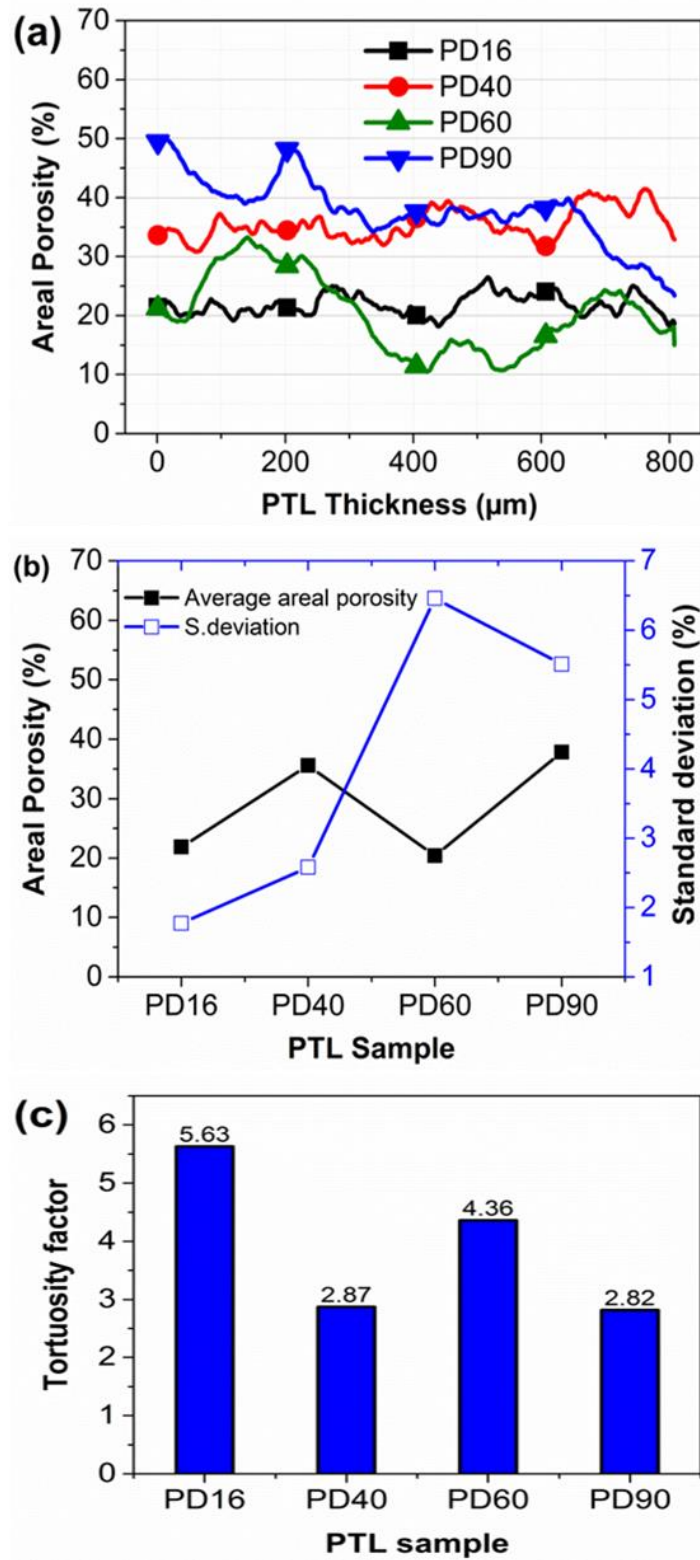 (a)
70
60
50
40
30
20
10
0
Areal Porosity (%)
PD16
PD40
PD60
PD90
0 200 400 600 800
PTL Thickness (µm)
(b)
70
60
50
40
30
20
10
0
Areal Porosity (%)
Average areal porosity
S.deviation
7
6
5
4
3
2
1
Standard deviation (%)
PD16 PD40 PD60 PD90
PTL Sample
(c)
6
5
4
3
2
1
0
Tortuosity factor
5.63
2.87
4.36
2.82
PD16 PD40 PD60 PD90
PTL sample